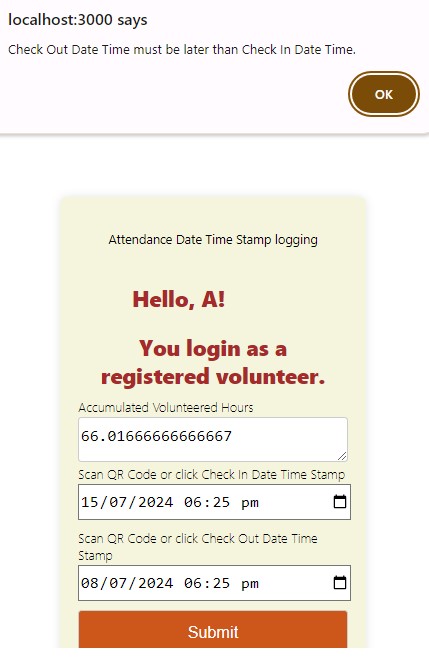 localhost:3000 says
Check Out Date Time must be later than Check In Date Time.
OK
Attendance Date Time Stamp logging
Hello, A!
You login as a
registered volunteer.
Accumulated Volunteered Hours
66.01666666666667
Scan QR Code or click Check In Date Time Stamp
15/07/2024 06:25 pm
Scan QR Code or click Check Out Date Time
Stamp
08/07/2024 06:25 pm
Submit